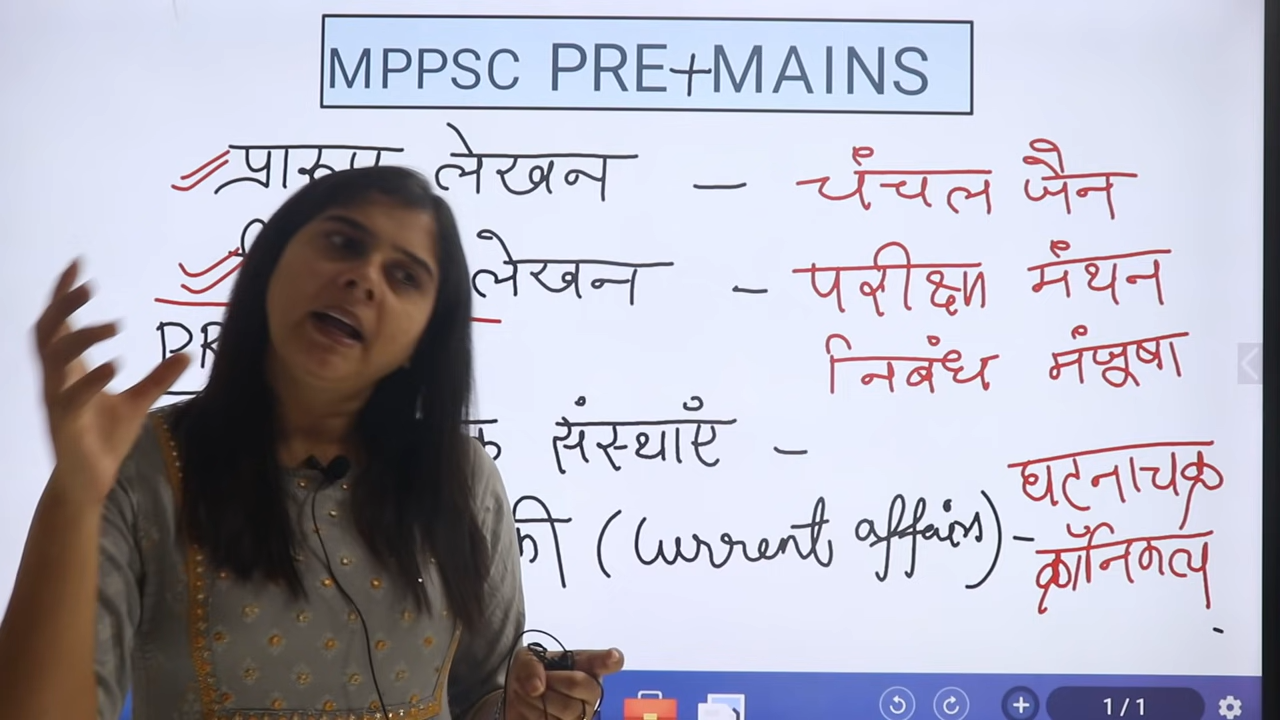 MPPSC PRE+MAINS
प्रारूप लेखन – चंचल जैन
लेखन – परीक्षा मंथन
निबंध मंजूषा
संस्थाएँ –
की (Current affairs) – घटनाचक्र
क्रॉनिकल
1/1